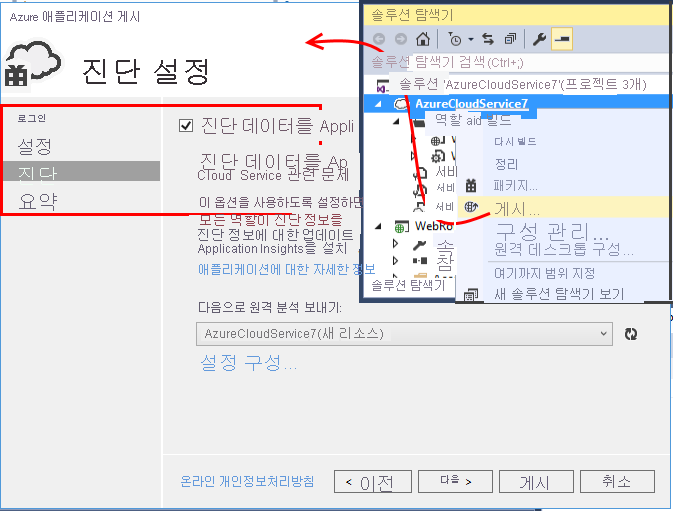 Azure 애플리케이션 게시
진단 설정
로그인
설정
진단
요약
진단 데이터를 Appli
진단 데이터를 Ap
Cloud Service 관련 문제
이 옵션을 사용하도록 설정하면
모든 역할이 진단 정보를
진단 정보에 대한 업데이트
Application Insights를 설치
애플리케이션에 대한 자세한 정보
다음으로 원격 분석 보내기:
AzureCloudService7(새 리소스)
설정 구성...
온라인 개인정보처리방침
< 이전
다음 >
게시
취소
솔루션 탐색기
솔루션 탐색기 검색(Ctrl+;)
솔루션 'AzureCloudService7'(프로젝트 3개)
AzureCloudService7
역할 aid 빌드
다시 빌드
정리
패키지...
게시...
구성 관리...
원격 데스크톱 구성...
여기까지 범위 지정
새 솔루션 탐색기 보기
서비
서비
서비
WebRo
속
참
솔루션 탐색기